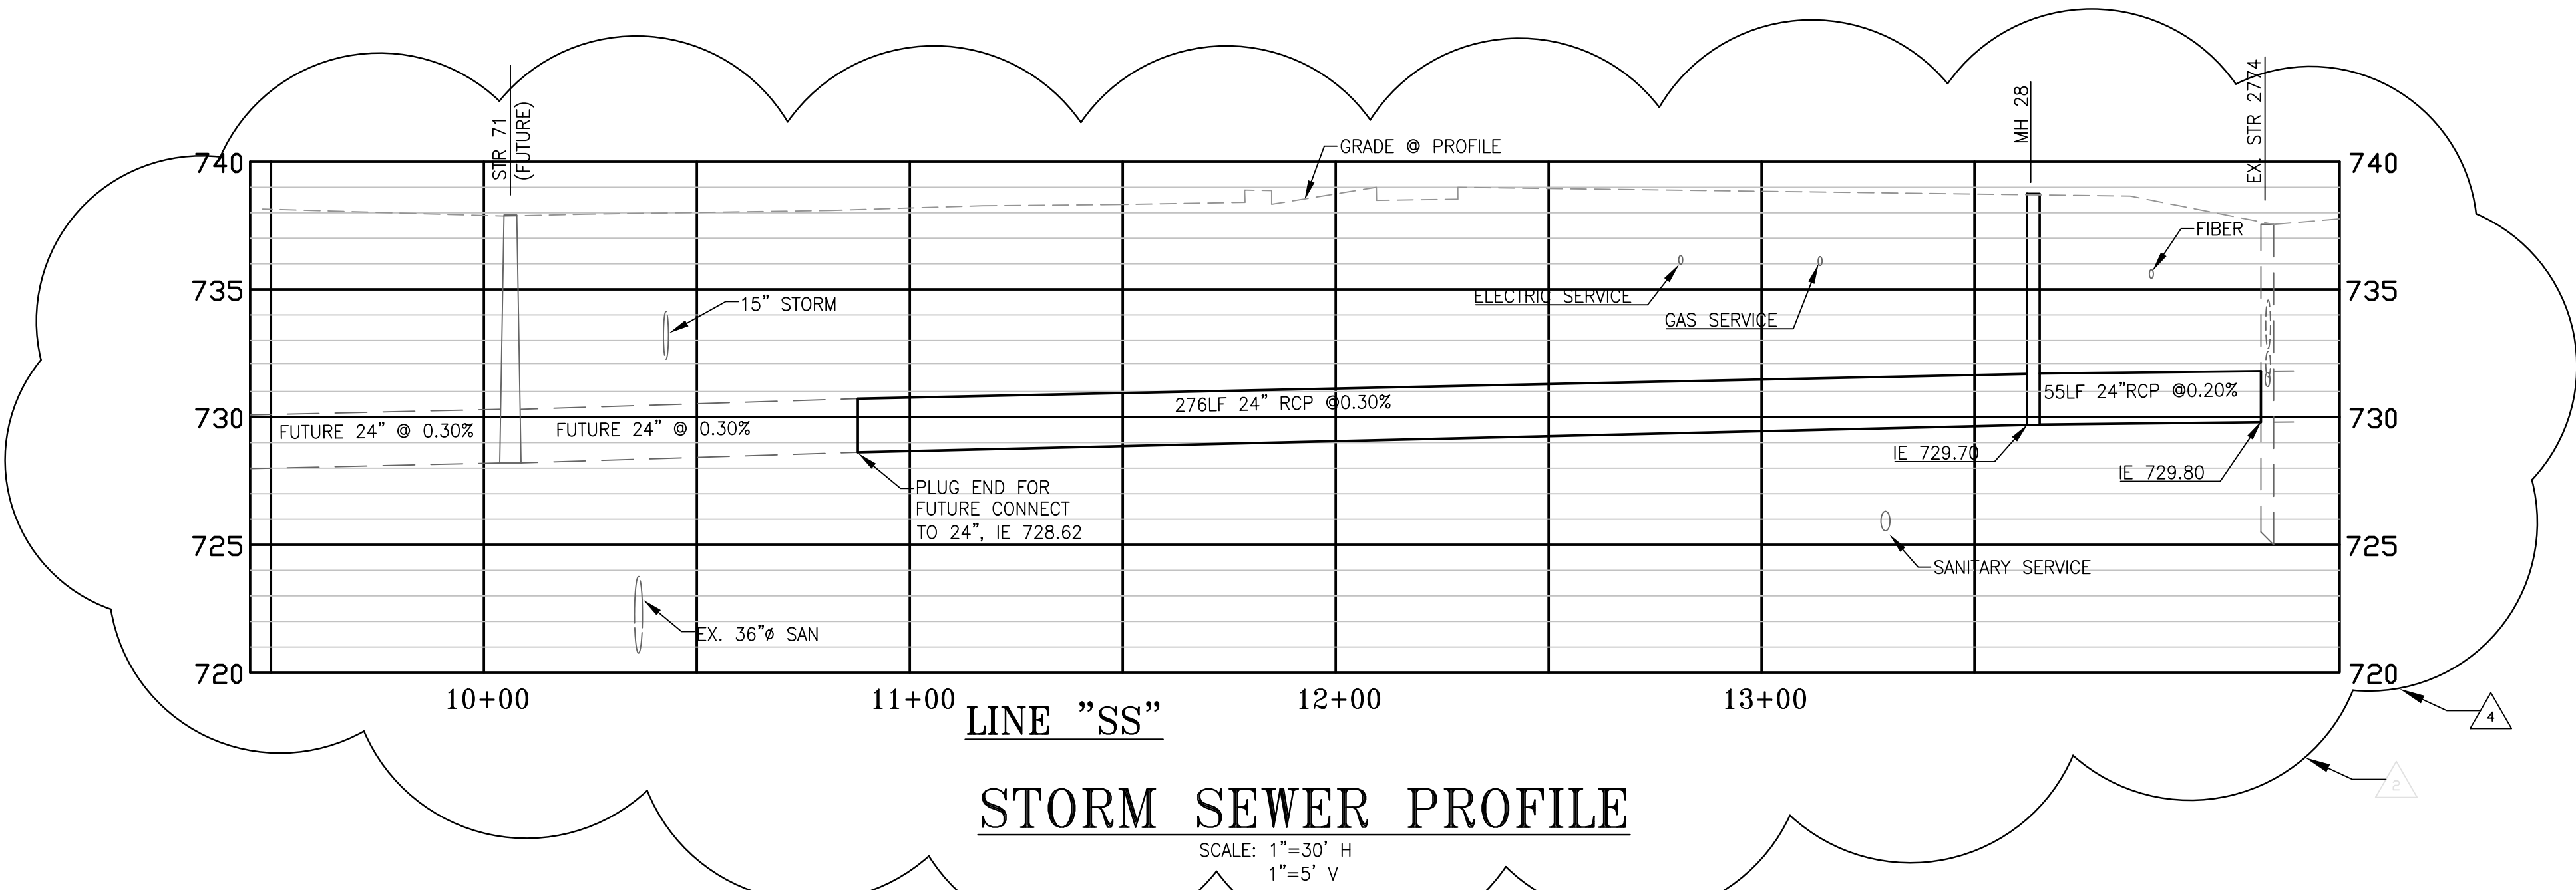 STR 71
(FUTURE)
MH 28
EX. STR 2774
GRADE @ PROFILE
740
740
FIBER
735
735
15” STORM
ELECTRIC SERVICE
GAS SERVICE
276LF 24” RCP @0.30%
55LF 24”RCP @0.20%
730
730
FUTURE 24” @ 0.30%
FUTURE 24” @ 0.30%
IE 729.70
IE 729.80
PLUG END FOR
FUTURE CONNECT
TO 24”, IE 728.62
725
725
SANITARY SERVICE
EX. 36”ø SAN
720
720
10+00
11+00
12+00
13+00
LINE ”SS”
4
2
STORM SEWER PROFILE
SCALE: 1”=30’ H
1”=5’ V